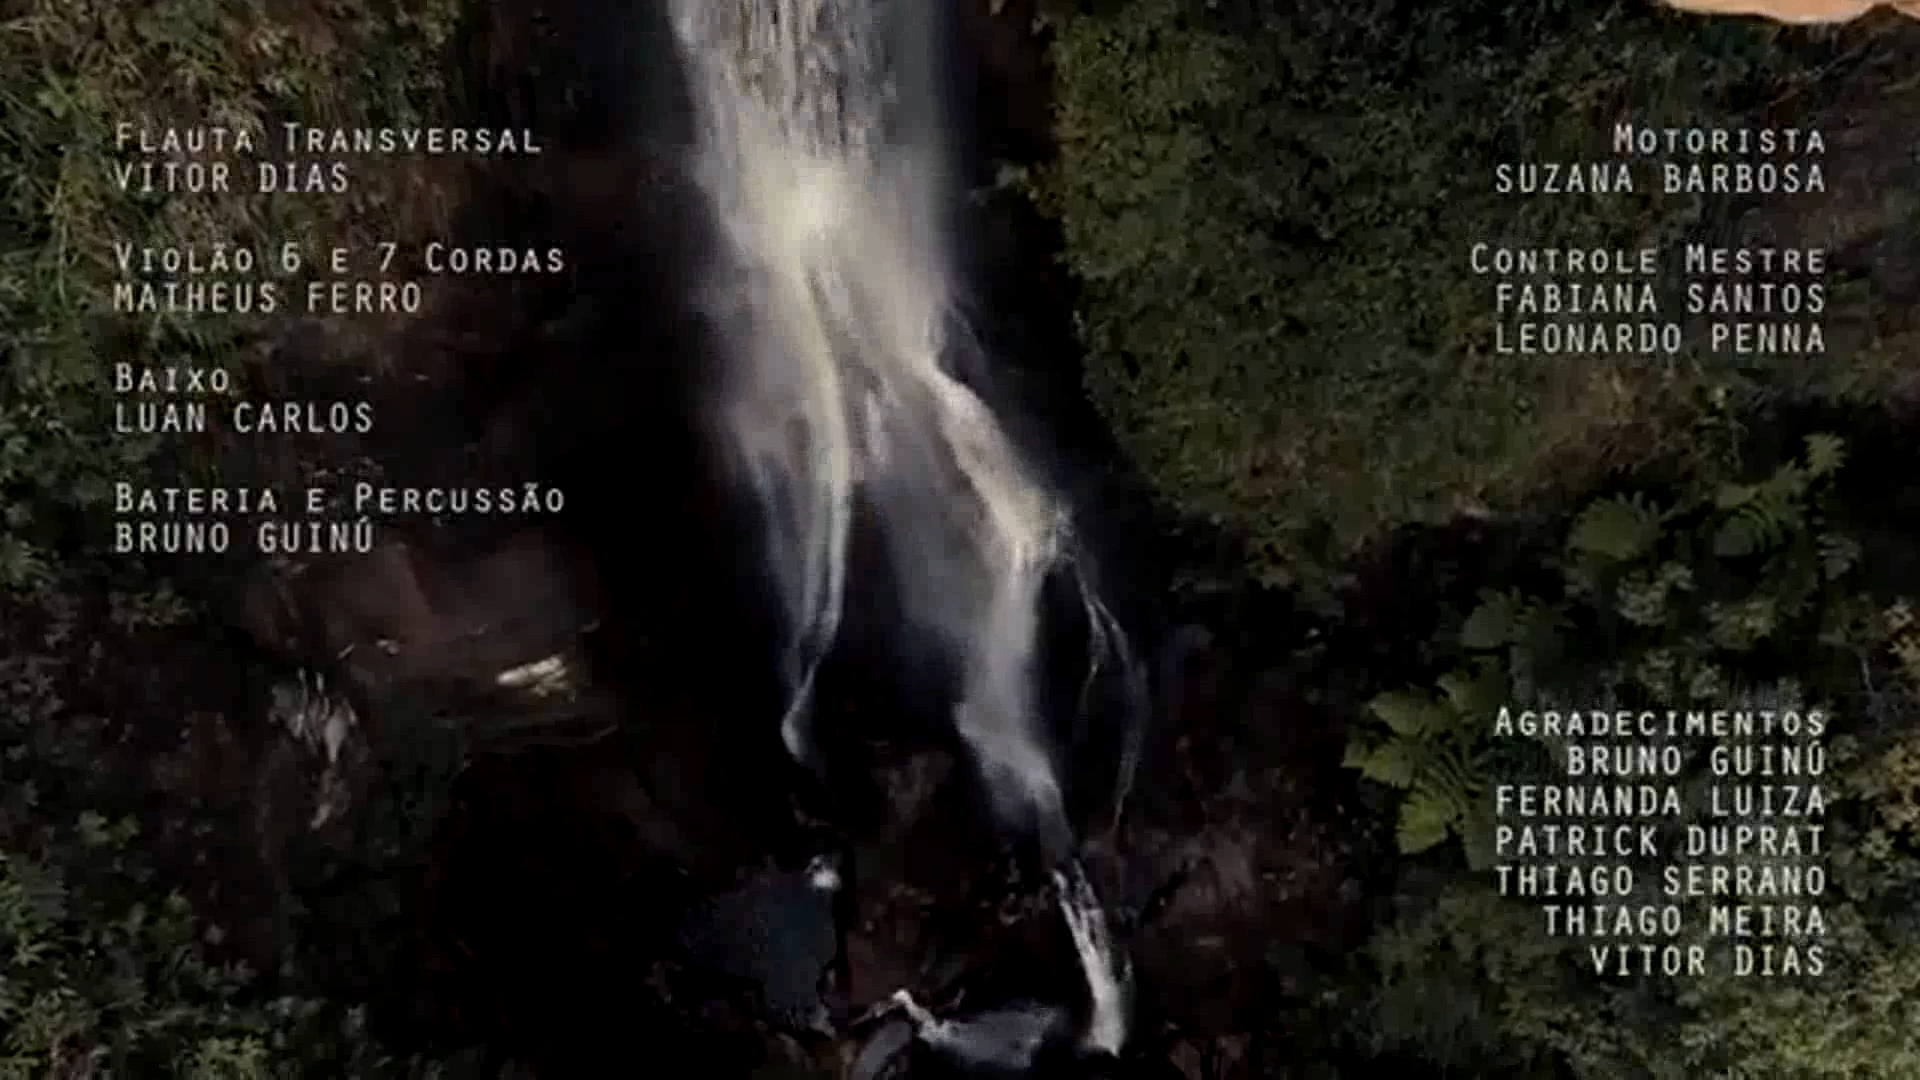 Flauta Transversal
VITOR DIAS
Violão 6 e 7 Cordas
MATHEUS FERRO
Baixo
LUAN CARLOS
Bateria e Percussão
BRUNO GUINÚ
Motorista
SUZANA BARBOSA
Controle Mestre
FABIANA SANTOS
LEONARDO PENNA
Agradecimentos
BRUNO GUINÚ
FERNANDA LUIZA
PATRICK DUPRAT
THIAGO SERRANO
THIAGO MEIRA
VITOR DIAS